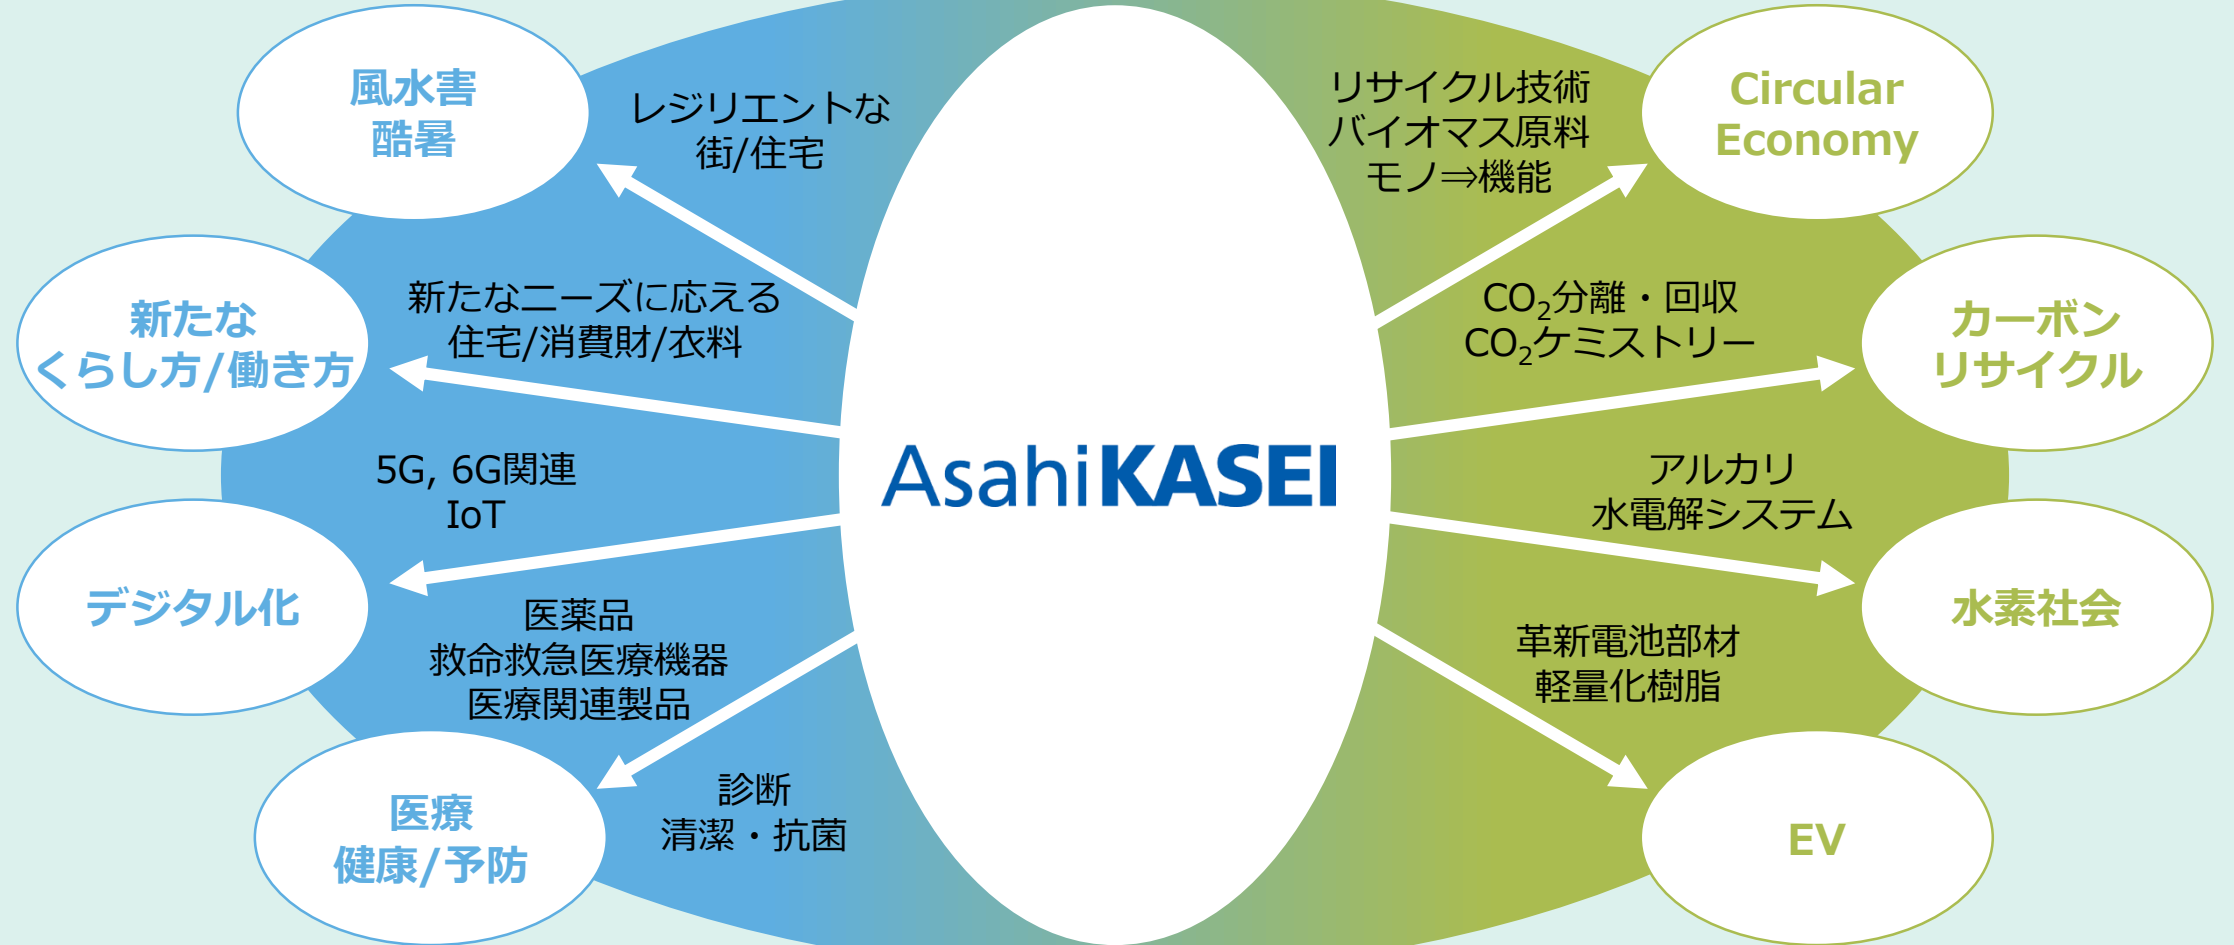 風水害
酷暑
レジリエントな
街/住宅
新たな
くらし方/働き方
新たなニーズに応える
住宅/消費財/衣料
5G, 6G関連
IoT
デジタル化
医薬品
救命救急医療機器
医療関連製品
医療
健康/予防
診断
清潔・抗菌
AsahiKASEI
リサイクル技術
バイオマス原料
モノ⇒機能
Circular
Economy
CO₂分離・回収
CO₂ケミストリー
カーボン
リサイクル
アルカリ
水電解システム
水素社会
革新電池部材
軽量化樹脂
EV